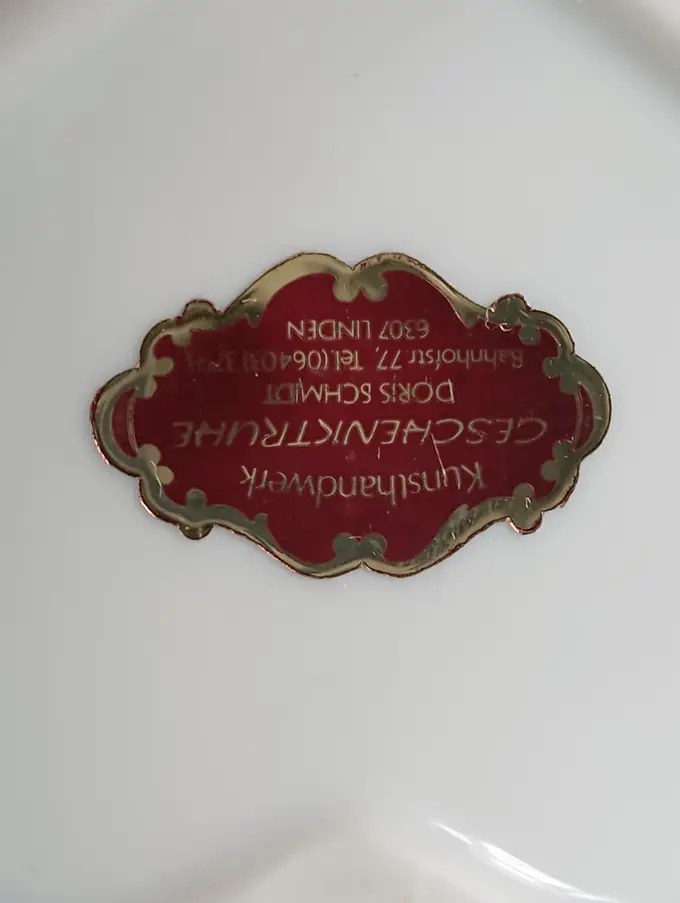 Kunsthandwerk
GESCHENKTRUHE
DORIS SCHMIDT
Bahnhofstr 77, Tel.
6307 LINDEN